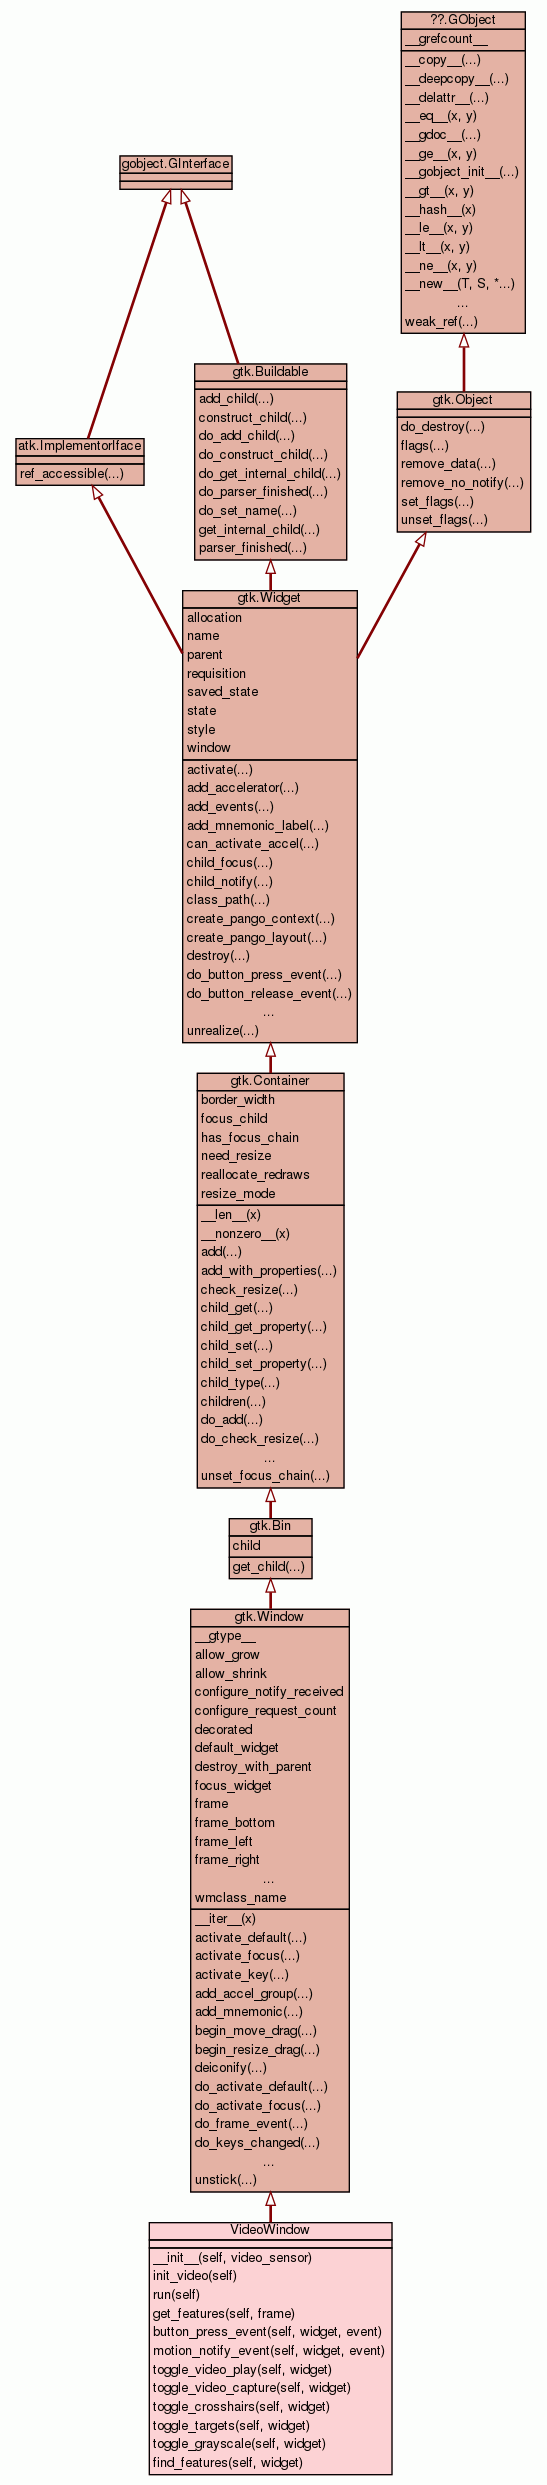 ??.GObject
__grefcount__
__copy__(...)
__deepcopy__(...)
__delattr__(...)
__eq__(x, y)
__gdoc__(...)
__ge__(x, y)
__gobject_init__(...)
__gt__(x, y)
__hash__(x)
__le__(x, y)
__lt__(x, y)
__ne__(x, y)
__new__(T, S, *...)
...
weak_ref(...)
gobject.GInterface
gtk.Buildable
add_child(...)
construct_child(...)
do_add_child(...)
do_construct_child(...)
do_get_internal_child(...)
do_parser_finished(...)
do_set_name(...)
get_internal_child(...)
parser_finished(...)
gtk.Object
do_destroy(...)
flags(...)
remove_data(...)
remove_no_notify(...)
set_flags(...)
unset_flags(...)
atk.ImplementorIface
ref_accessible(...)
gtk.Widget
allocation
name
parent
requisition
saved_state
state
style
window
activate(...)
add_accelerator(...)
add_events(...)
add_mnemonic_label(...)
can_activate_accel(...)
child_focus(...)
child_notify(...)
class_path(...)
create_pango_context(...)
create_pango_layout(...)
destroy(...)
do_button_press_event(...)
do_button_release_event(...)
...
unrealize(...)
gtk.Container
border_width
focus_child
has_focus_chain
need_resize
reallocate_redraws
resize_mode
__len__(x)
__nonzero__(x)
add(...)
add_with_properties(...)
check_resize(...)
child_get(...)
child_get_property(...)
child_set(...)
child_set_property(...)
child_type(...)
children(...)
do_add(...)
do_check_resize(...)
...
unset_focus_chain(...)
gtk.Bin
child
get_child(...)
gtk.Window
__gtype__
allow_grow
allow_shrink
configure_notify_received
configure_request_count
decorated
default_widget
destroy_with_parent
focus_widget
frame
frame_bottom
frame_left
frame_right
...
wmclass_name
__iter__(x)
activate_default(...)
activate_focus(...)
activate_key(...)
add_accel_group(...)
add_mnemonic(...)
begin_move_drag(...)
begin_resize_drag(...)
deiconify(...)
do_activate_default(...)
do_activate_focus(...)
do_frame_event(...)
do_keys_changed(...)
...
unstick(...)
VideoWindow
__init__(self, video_sensor)
init_video(self)
run(self)
get_features(self, frame)
button_press_event(self, widget, event)
motion_notify_event(self, widget, event)
toggle_video_play(self, widget)
toggle_video_capture(self, widget)
toggle_crosshairs(self, widget)
toggle_targets(self, widget)
toggle_grayscale(self, widget)
find_features(self, widget)